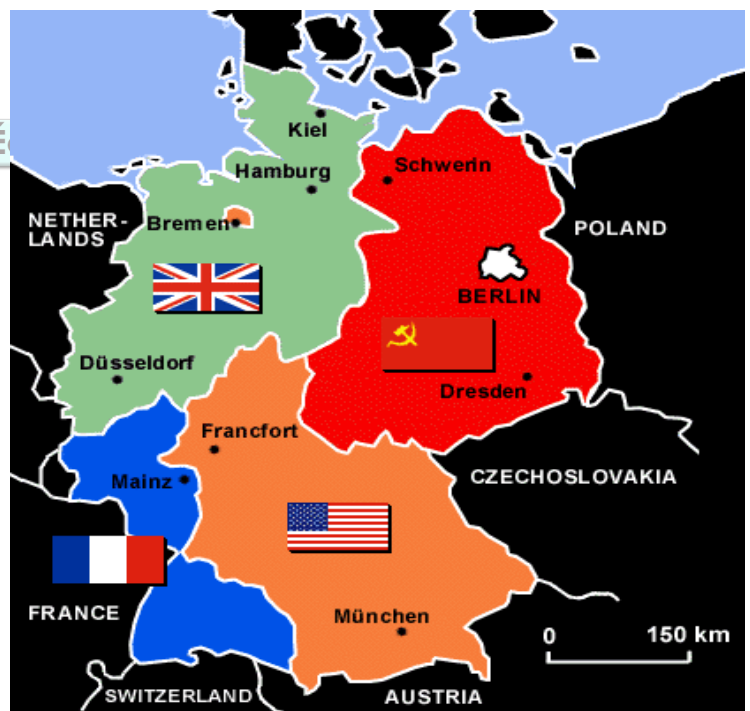 Kiel
Schwerin
Hamburg
NETHER-
LANDS
Bremen
POLAND
BERLIN
Düsseldorf
Dresden
Francfort
Mainz
CZECHOSLOVAKIA
FRANCE
München
0 150 km
SWITZERLAND
AUSTRIA